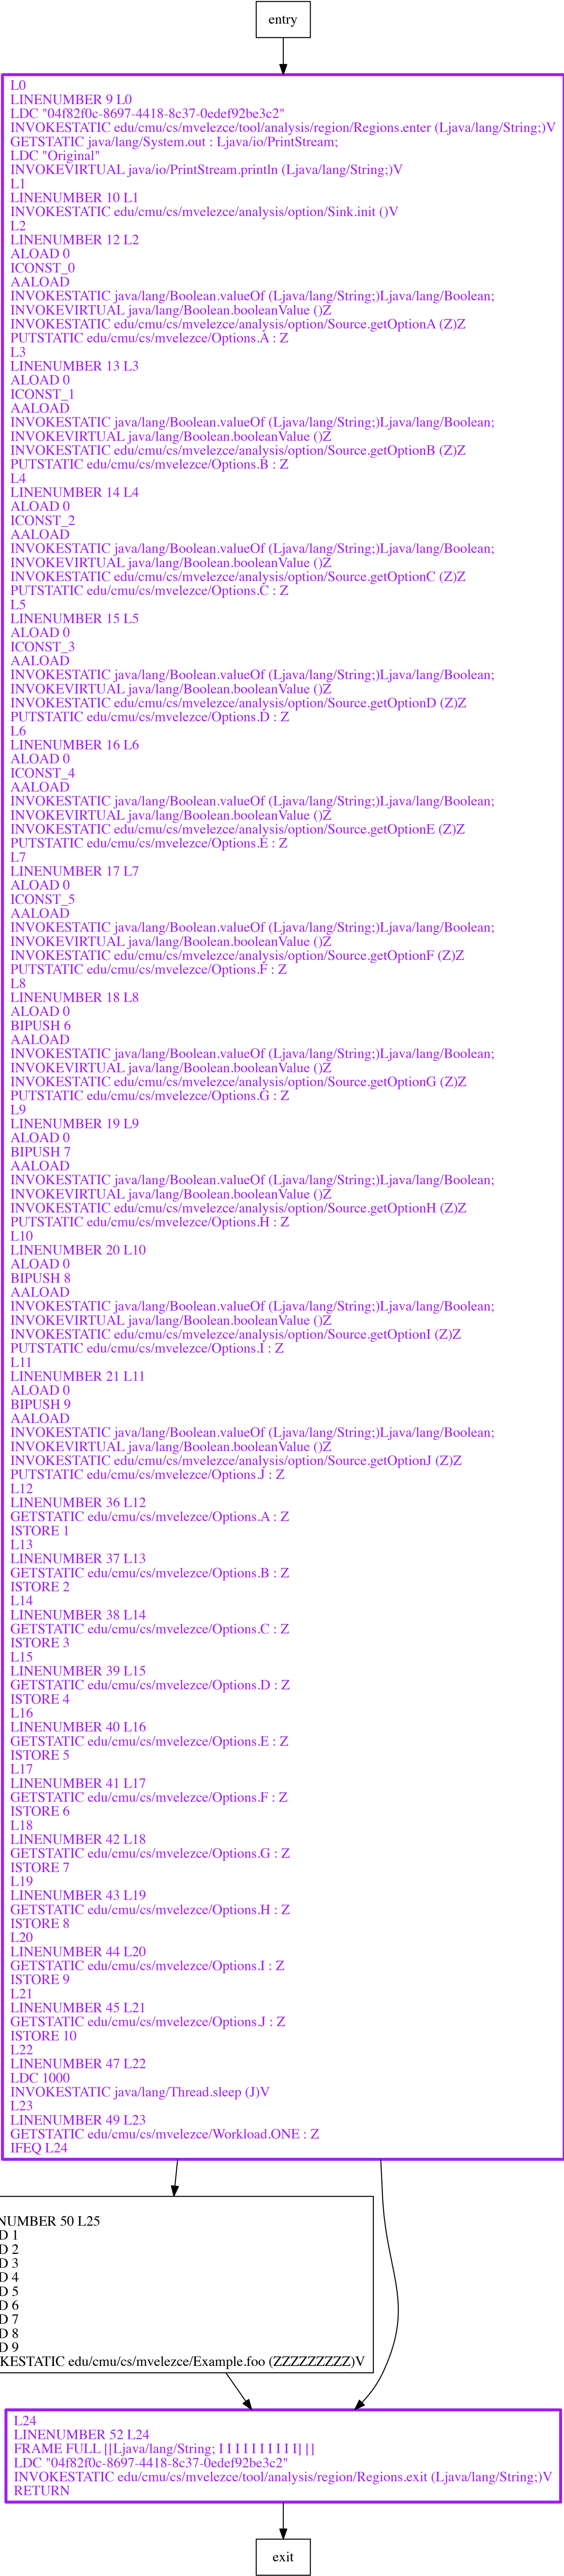 entry
L0
LINENUMBER 9 L0
LDC "04f82f0c-8697-4418-8c37-0edef92be3c2"
INVOKESTATIC edu/cmu/cs/mvelezce/tool/analysis/region/Regions.enter (Ljava/lang/String;)V
GETSTATIC java/lang/System.out : Ljava/io/PrintStream;
LDC "Original"
INVOKEVIRTUAL java/io/PrintStream.println (Ljava/lang/String;)V
L1
LINENUMBER 10 L1
INVOKESTATIC edu/cmu/cs/mvelezce/analysis/option/Sink.init ()V
L2
LINENUMBER 12 L2
ALOAD 0
ICONST_0
AALOAD
INVOKESTATIC java/lang/Boolean.valueOf (Ljava/lang/String;)Ljava/lang/Boolean;
INVOKEVIRTUAL java/lang/Boolean.booleanValue ()Z
INVOKESTATIC edu/cmu/cs/mvelezce/analysis/option/Source.getOptionA (Z)Z
PUTSTATIC edu/cmu/cs/mvelezce/Options.A : Z
L3
LINENUMBER 13 L3
ALOAD 0
ICONST_1
AALOAD
INVOKESTATIC java/lang/Boolean.valueOf (Ljava/lang/String;)Ljava/lang/Boolean;
INVOKEVIRTUAL java/lang/Boolean.booleanValue ()Z
INVOKESTATIC edu/cmu/cs/mvelezce/analysis/option/Source.getOptionB (Z)Z
PUTSTATIC edu/cmu/cs/mvelezce/Options.B : Z
L4
LINENUMBER 14 L4
ALOAD 0
ICONST_2
AALOAD
INVOKESTATIC java/lang/Boolean.valueOf (Ljava/lang/String;)Ljava/lang/Boolean;
INVOKEVIRTUAL java/lang/Boolean.booleanValue ()Z
INVOKESTATIC edu/cmu/cs/mvelezce/analysis/option/Source.getOptionC (Z)Z
PUTSTATIC edu/cmu/cs/mvelezce/Options.C : Z
L5
LINENUMBER 15 L5
ALOAD 0
ICONST_3
AALOAD
INVOKESTATIC java/lang/Boolean.valueOf (Ljava/lang/String;)Ljava/lang/Boolean;
INVOKEVIRTUAL java/lang/Boolean.booleanValue ()Z
INVOKESTATIC edu/cmu/cs/mvelezce/analysis/option/Source.getOptionD (Z)Z
PUTSTATIC edu/cmu/cs/mvelezce/Options.D : Z
L6
LINENUMBER 16 L6
ALOAD 0
ICONST_4
AALOAD
INVOKESTATIC java/lang/Boolean.valueOf (Ljava/lang/String;)Ljava/lang/Boolean;
INVOKEVIRTUAL java/lang/Boolean.booleanValue ()Z
INVOKESTATIC edu/cmu/cs/mvelezce/analysis/option/Source.getOptionE (Z)Z
PUTSTATIC edu/cmu/cs/mvelezce/Options.E : Z
L7
LINENUMBER 17 L7
ALOAD 0
ICONST_5
AALOAD
INVOKESTATIC java/lang/Boolean.valueOf (Ljava/lang/String;)Ljava/lang/Boolean;
INVOKEVIRTUAL java/lang/Boolean.booleanValue ()Z
INVOKESTATIC edu/cmu/cs/mvelezce/analysis/option/Source.getOptionF (Z)Z
PUTSTATIC edu/cmu/cs/mvelezce/Options.F : Z
L8
LINENUMBER 18 L8
ALOAD 0
BIPUSH 6
AALOAD
INVOKESTATIC java/lang/Boolean.valueOf (Ljava/lang/String;)Ljava/lang/Boolean;
INVOKEVIRTUAL java/lang/Boolean.booleanValue ()Z
INVOKESTATIC edu/cmu/cs/mvelezce/analysis/option/Source.getOptionG (Z)Z
PUTSTATIC edu/cmu/cs/mvelezce/Options.G : Z
L9
LINENUMBER 19 L9
ALOAD 0
BIPUSH 7
AALOAD
INVOKESTATIC java/lang/Boolean.valueOf (Ljava/lang/String;)Ljava/lang/Boolean;
INVOKEVIRTUAL java/lang/Boolean.booleanValue ()Z
INVOKESTATIC edu/cmu/cs/mvelezce/analysis/option/Source.getOptionH (Z)Z
PUTSTATIC edu/cmu/cs/mvelezce/Options.H : Z
L10
LINENUMBER 20 L10
ALOAD 0
BIPUSH 8
AALOAD
INVOKESTATIC java/lang/Boolean.valueOf (Ljava/lang/String;)Ljava/lang/Boolean;
INVOKEVIRTUAL java/lang/Boolean.booleanValue ()Z
INVOKESTATIC edu/cmu/cs/mvelezce/analysis/option/Source.getOptionI (Z)Z
PUTSTATIC edu/cmu/cs/mvelezce/Options.I : Z
L11
LINENUMBER 21 L11
ALOAD 0
BIPUSH 9
AALOAD
INVOKESTATIC java/lang/Boolean.valueOf (Ljava/lang/String;)Ljava/lang/Boolean;
INVOKEVIRTUAL java/lang/Boolean.booleanValue ()Z
INVOKESTATIC edu/cmu/cs/mvelezce/analysis/option/Source.getOptionJ (Z)Z
PUTSTATIC edu/cmu/cs/mvelezce/Options.J : Z
L12
LINENUMBER 36 L12
GETSTATIC edu/cmu/cs/mvelezce/Options.A : Z
ISTORE 1
L13
LINENUMBER 37 L13
GETSTATIC edu/cmu/cs/mvelezce/Options.B : Z
ISTORE 2
L14
LINENUMBER 38 L14
GETSTATIC edu/cmu/cs/mvelezce/Options.C : Z
ISTORE 3
L15
LINENUMBER 39 L15
GETSTATIC edu/cmu/cs/mvelezce/Options.D : Z
ISTORE 4
L16
LINENUMBER 40 L16
GETSTATIC edu/cmu/cs/mvelezce/Options.E : Z
ISTORE 5
L17
LINENUMBER 41 L17
GETSTATIC edu/cmu/cs/mvelezce/Options.F : Z
ISTORE 6
L18
LINENUMBER 42 L18
GETSTATIC edu/cmu/cs/mvelezce/Options.G : Z
ISTORE 7
L19
LINENUMBER 43 L19
GETSTATIC edu/cmu/cs/mvelezce/Options.H : Z
ISTORE 8
L20
LINENUMBER 44 L20
GETSTATIC edu/cmu/cs/mvelezce/Options.I : Z
ISTORE 9
L21
LINENUMBER 45 L21
GETSTATIC edu/cmu/cs/mvelezce/Options.J : Z
ISTORE 10
L22
LINENUMBER 47 L22
LDC 1000
INVOKESTATIC java/lang/Thread.sleep (J)V
L23
LINENUMBER 49 L23
GETSTATIC edu/cmu/cs/mvelezce/Workload.ONE : Z
IFEQ L24
NUMBER 50 L25
D 1
D 2
D 3
D 4
D 5
D 6
D 7
D 8
D 9
KESTATIC edu/cmu/cs/mvelezce/Example.foo (ZZZZZZZZZ)V
L24
LINENUMBER 52 L24
FRAME FULL [[Ljava/lang/String; I I I I I I I I I I] []
LDC "04f82f0c-8697-4418-8c37-0edef92be3c2"
INVOKESTATIC edu/cmu/cs/mvelezce/tool/analysis/region/Regions.exit (Ljava/lang/String;)V
RETURN
exit